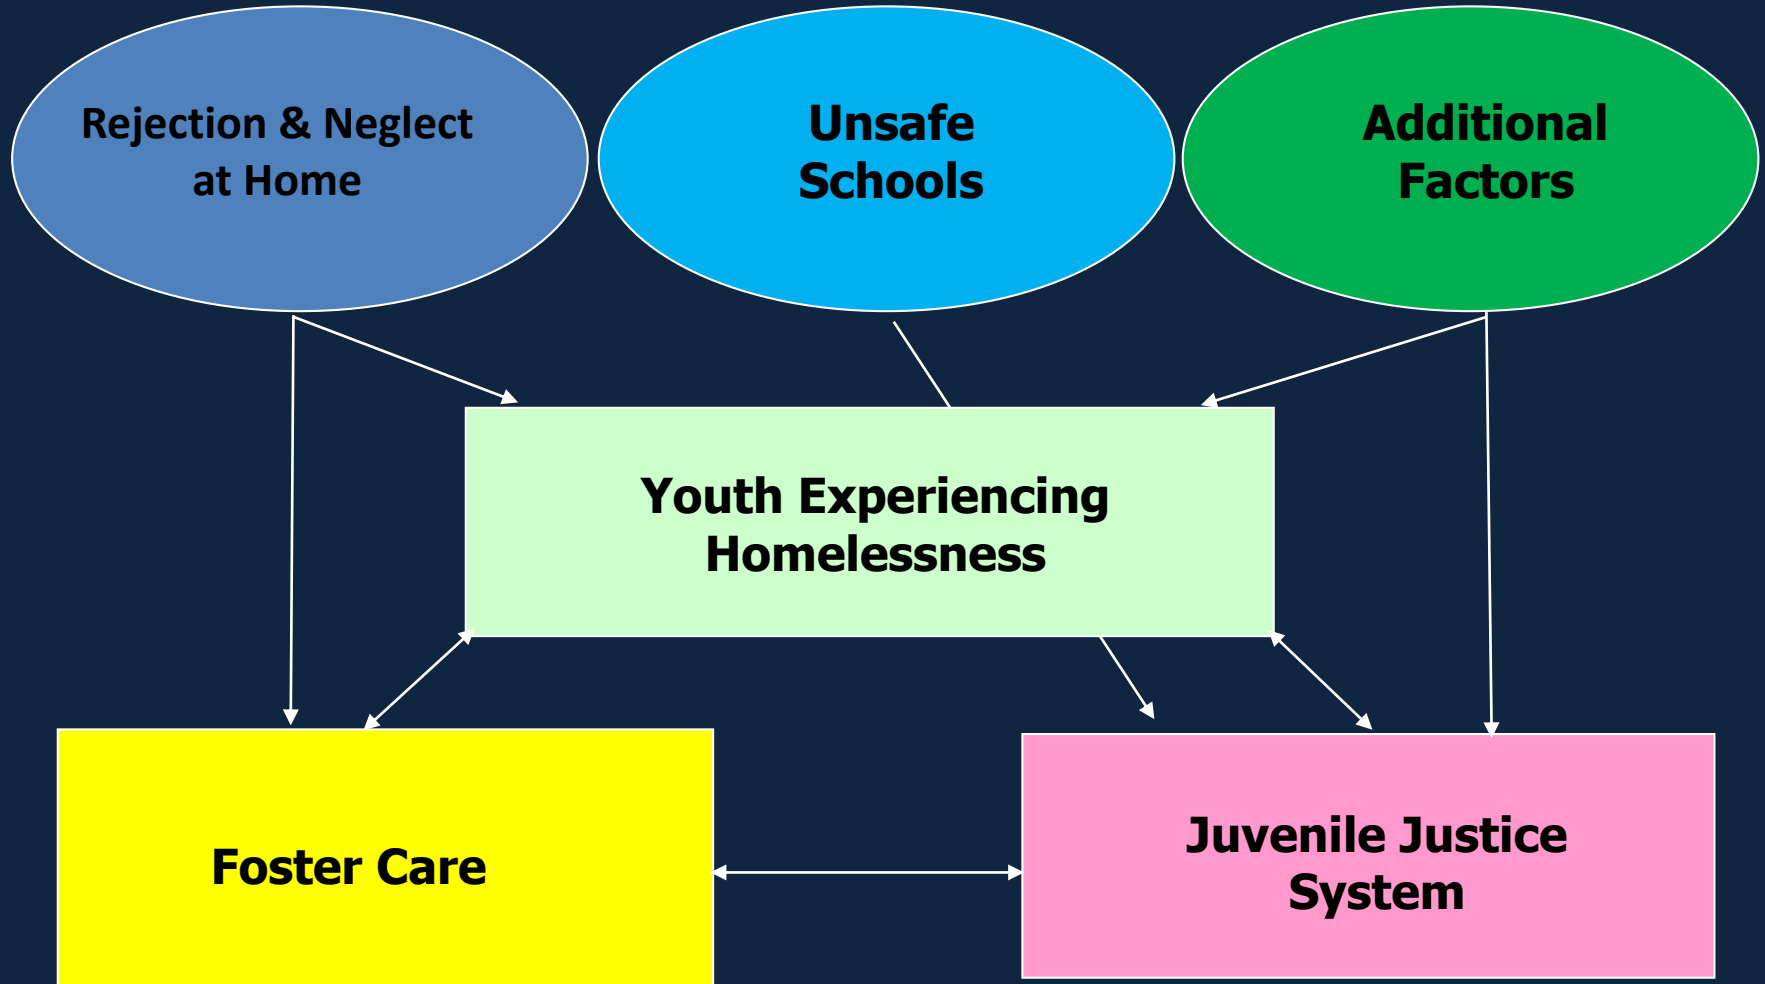 Rejection & Neglect
at Home
Unsafe
Schools
Additional
Factors
Youth Experiencing
Homelessness
Foster Care
Juvenile Justice
System